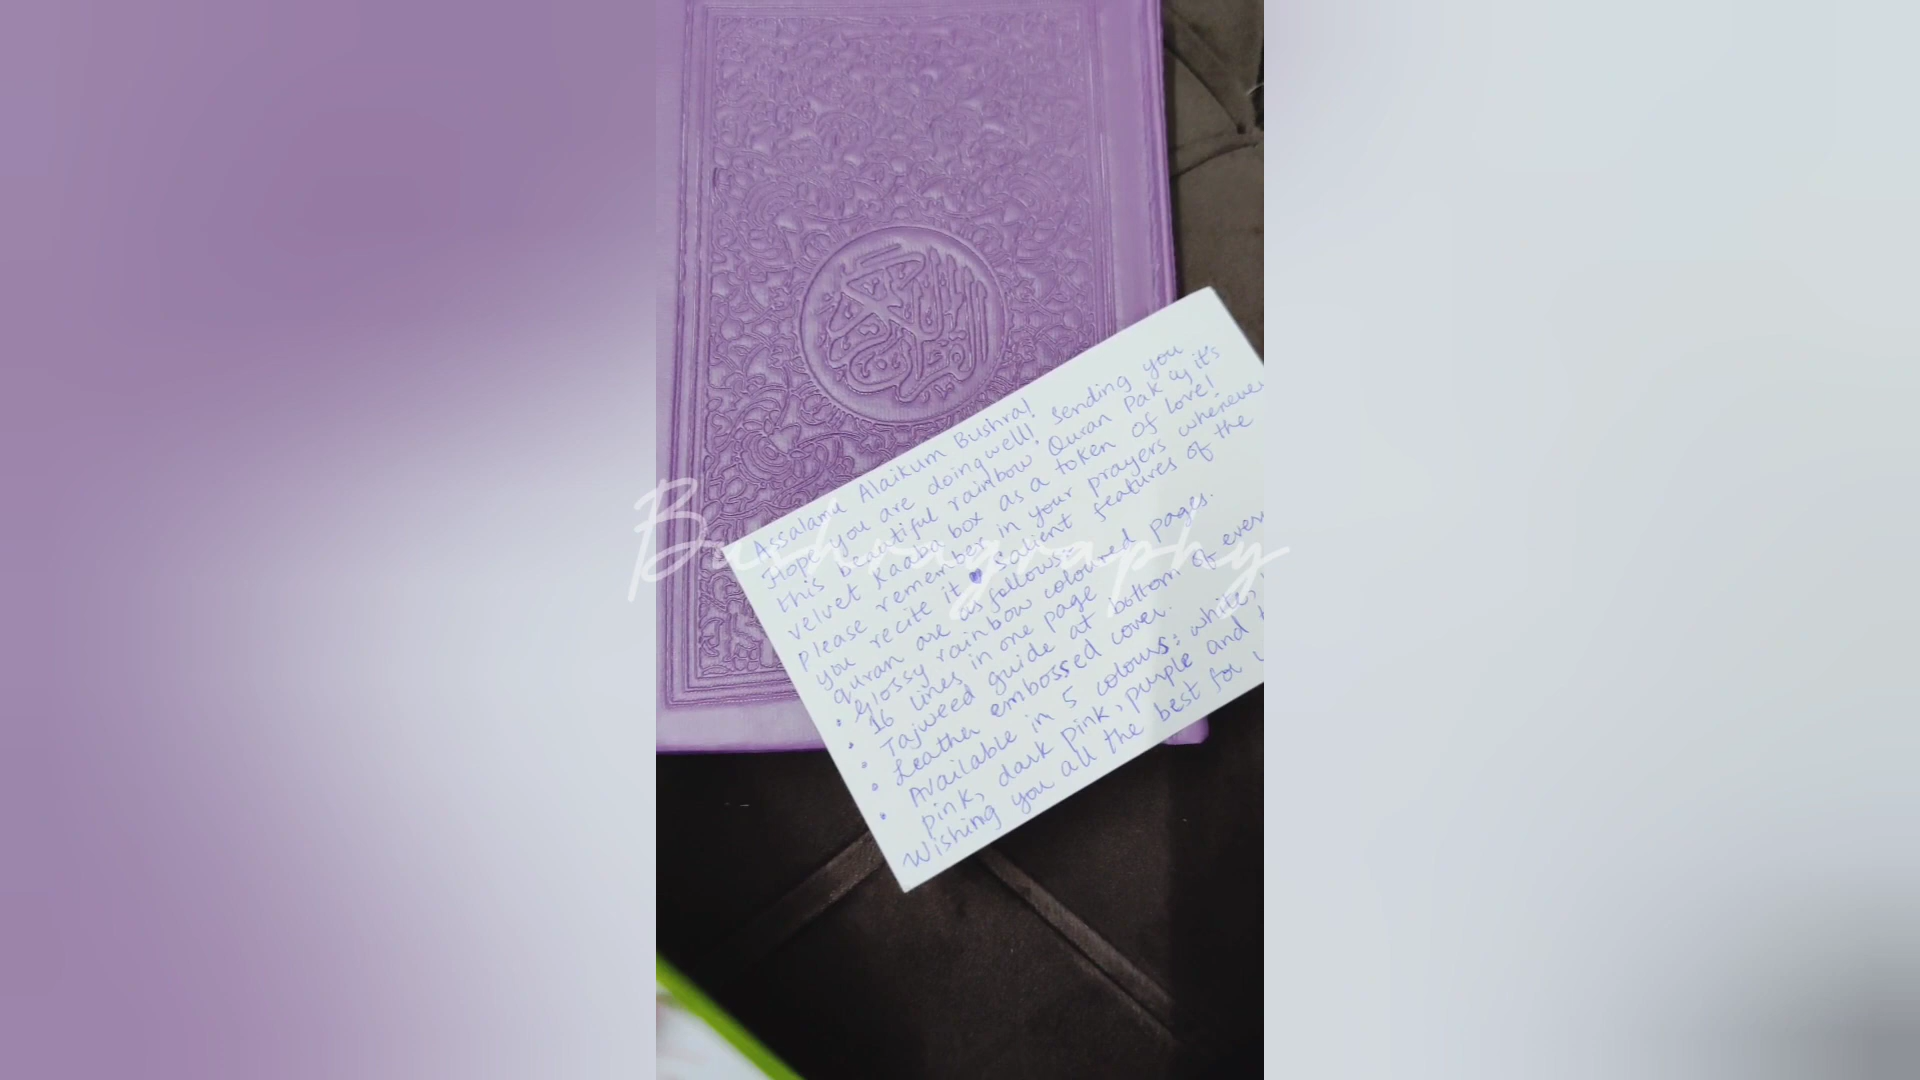 القرآن الكريم
Assalamu Alaikum Bushra!
Hope you are doing well! Sending you
this beautiful rainbow Quran Pak w/ it's
velvet Kaaba box as a token of love!
Please remember in your prayers whenever
you recite it Salient features of the
quran are as follows:
• Glossy rainbow coloured pages.
• 16 lines in one page
• Tajweed guide at bottom of every
• Leather embossed cover.
• Available in 5 colours: white,
pink, dark pink, purple and
Wishing you all the best for
Bushragraphy